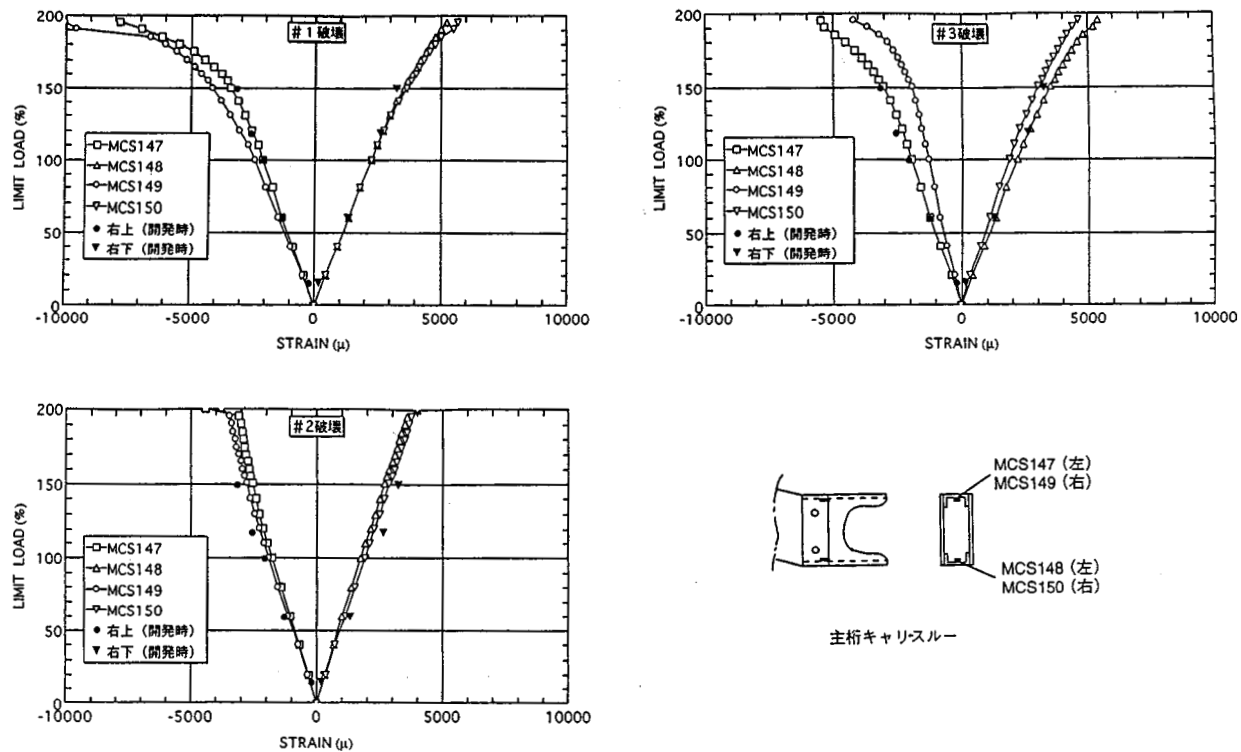 #1破壊
LIMIT LOAD (%)
200
150
100
50
0
MCS147
MCS148
MCS149
MCS150
右上 (開発時)
右下 (開発時)
-10000 -5000 0 5000 10000
STRAIN (μ)
#3破壊
LIMIT LOAD (%)
200
150
100
50
0
MCS147
MCS148
MCS149
MCS150
右上 (開発時)
右下 (開発時)
-10000 -5000 0 5000 10000
STRAIN (μ)
#2破壊
LIMIT LOAD (%)
200
150
100
50
0
MCS147
MCS148
MCS149
MCS150
右上 (開発時)
右下 (開発時)
-10000 -5000 0 5000 10000
STRAIN (μ)
MCS147 (左)
MCS149 (右)
MCS148 (左)
MCS150 (右)
主桁キャリスルー